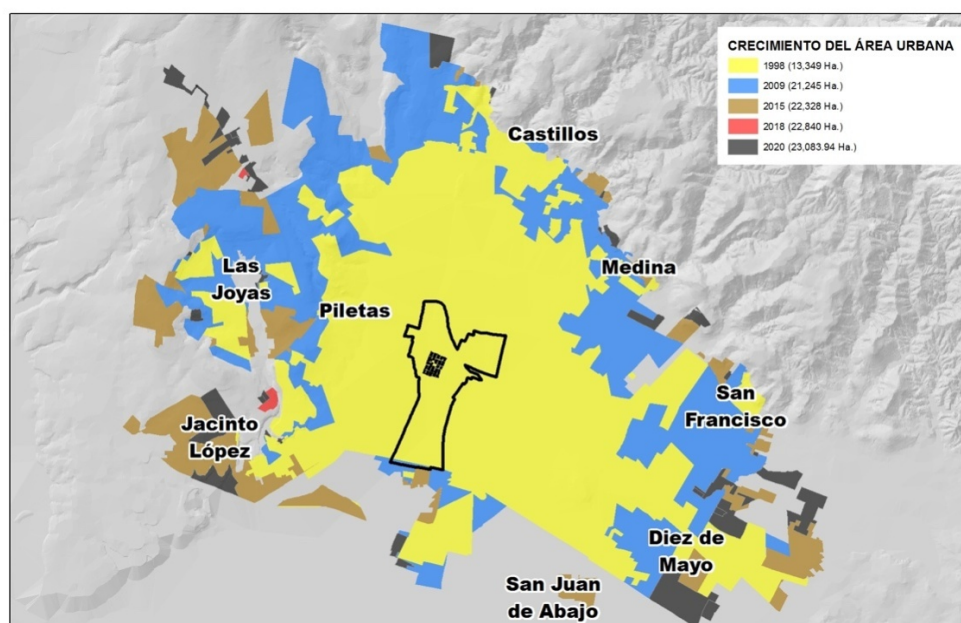 CRECIMIENTO DEL ÁREA URBANA
1998 (13,349 Ha.)
2009 (21,245 Ha.)
2015 (22,328 Ha.)
2018 (22,840 Ha.)
2020 (23,083.94 Ha.)
Castillos
Las
Joyas
Medina
Piletas
San
Francisco
Jacinto
López
Diez de
Mayo
San Juan
de Abajo